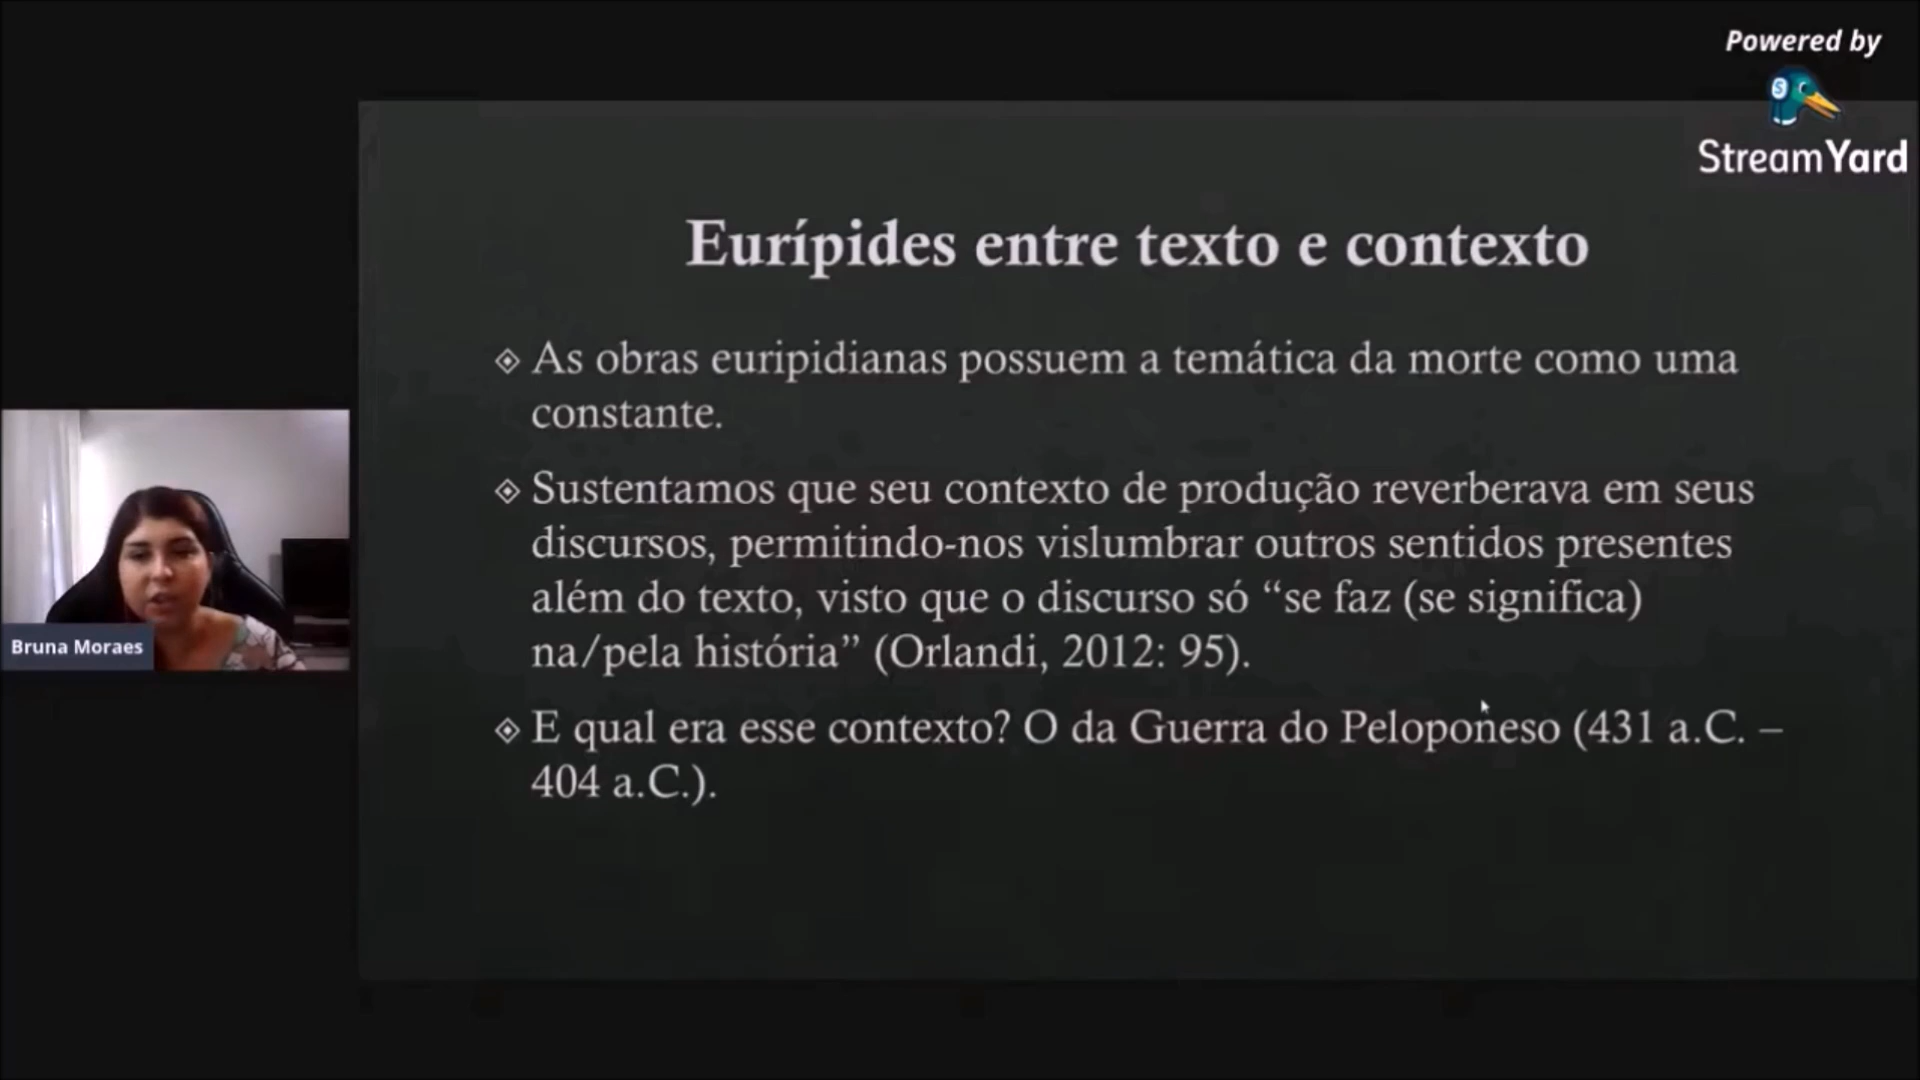 Powered by
StreamYard
Eurípides entre texto e contexto
As obras euripidianas possuem a temática da morte como uma
constante.
Sustentamos que seu contexto de produção reverberava em seus
discursos, permitindo-nos vislumbrar outros sentidos presentes
além do texto, visto que o discurso só “se faz (se significa)
na/pela história” (Orlandi, 2012: 95).
E qual era esse contexto? O da Guerra do Peloponeso (431 a.C. –
404 a.C.).
Bruna Moraes